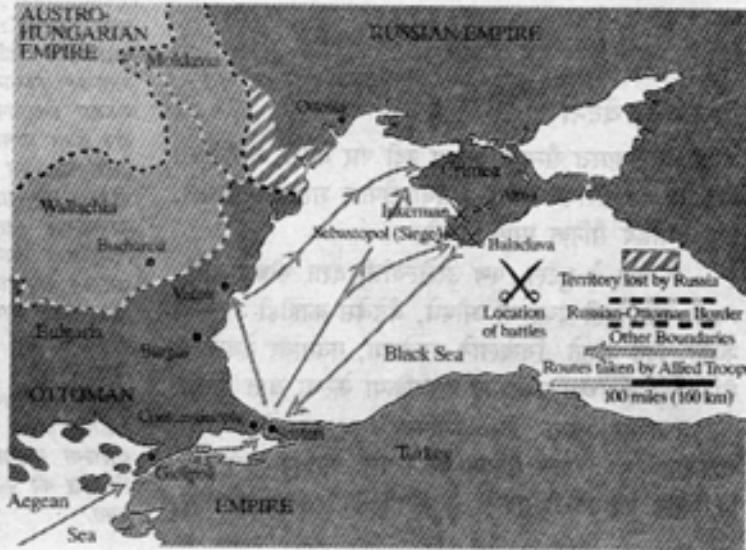 AUSTRO-
HUNGARIAN
EMPIRE
RUSSIAN EMPIRE
Moldavia
Odessa
Crimea
Alma
Inkerman
Wallachia
Sebastopol (Siege)
Balaclava
Bucharest
Varna
Territory lost by Russia
Location
of battles
Russian-Ottoman Border
Bulgaria
Burgas
Other Boundaries
Black Sea
Routes taken by Allied Troops
OTTOMAN
100 miles (160 km)
Constantinople
Scutari
Turkey
Gallipoli
Aegean
EMPIRE
Sea